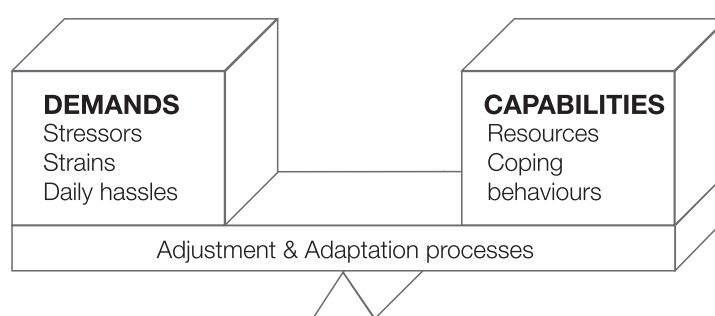 DEMANDS
Stressors
Strains
Daily hassles
CAPABILITIES
Resources
Coping
behaviours
Adjustment & Adaptation processes